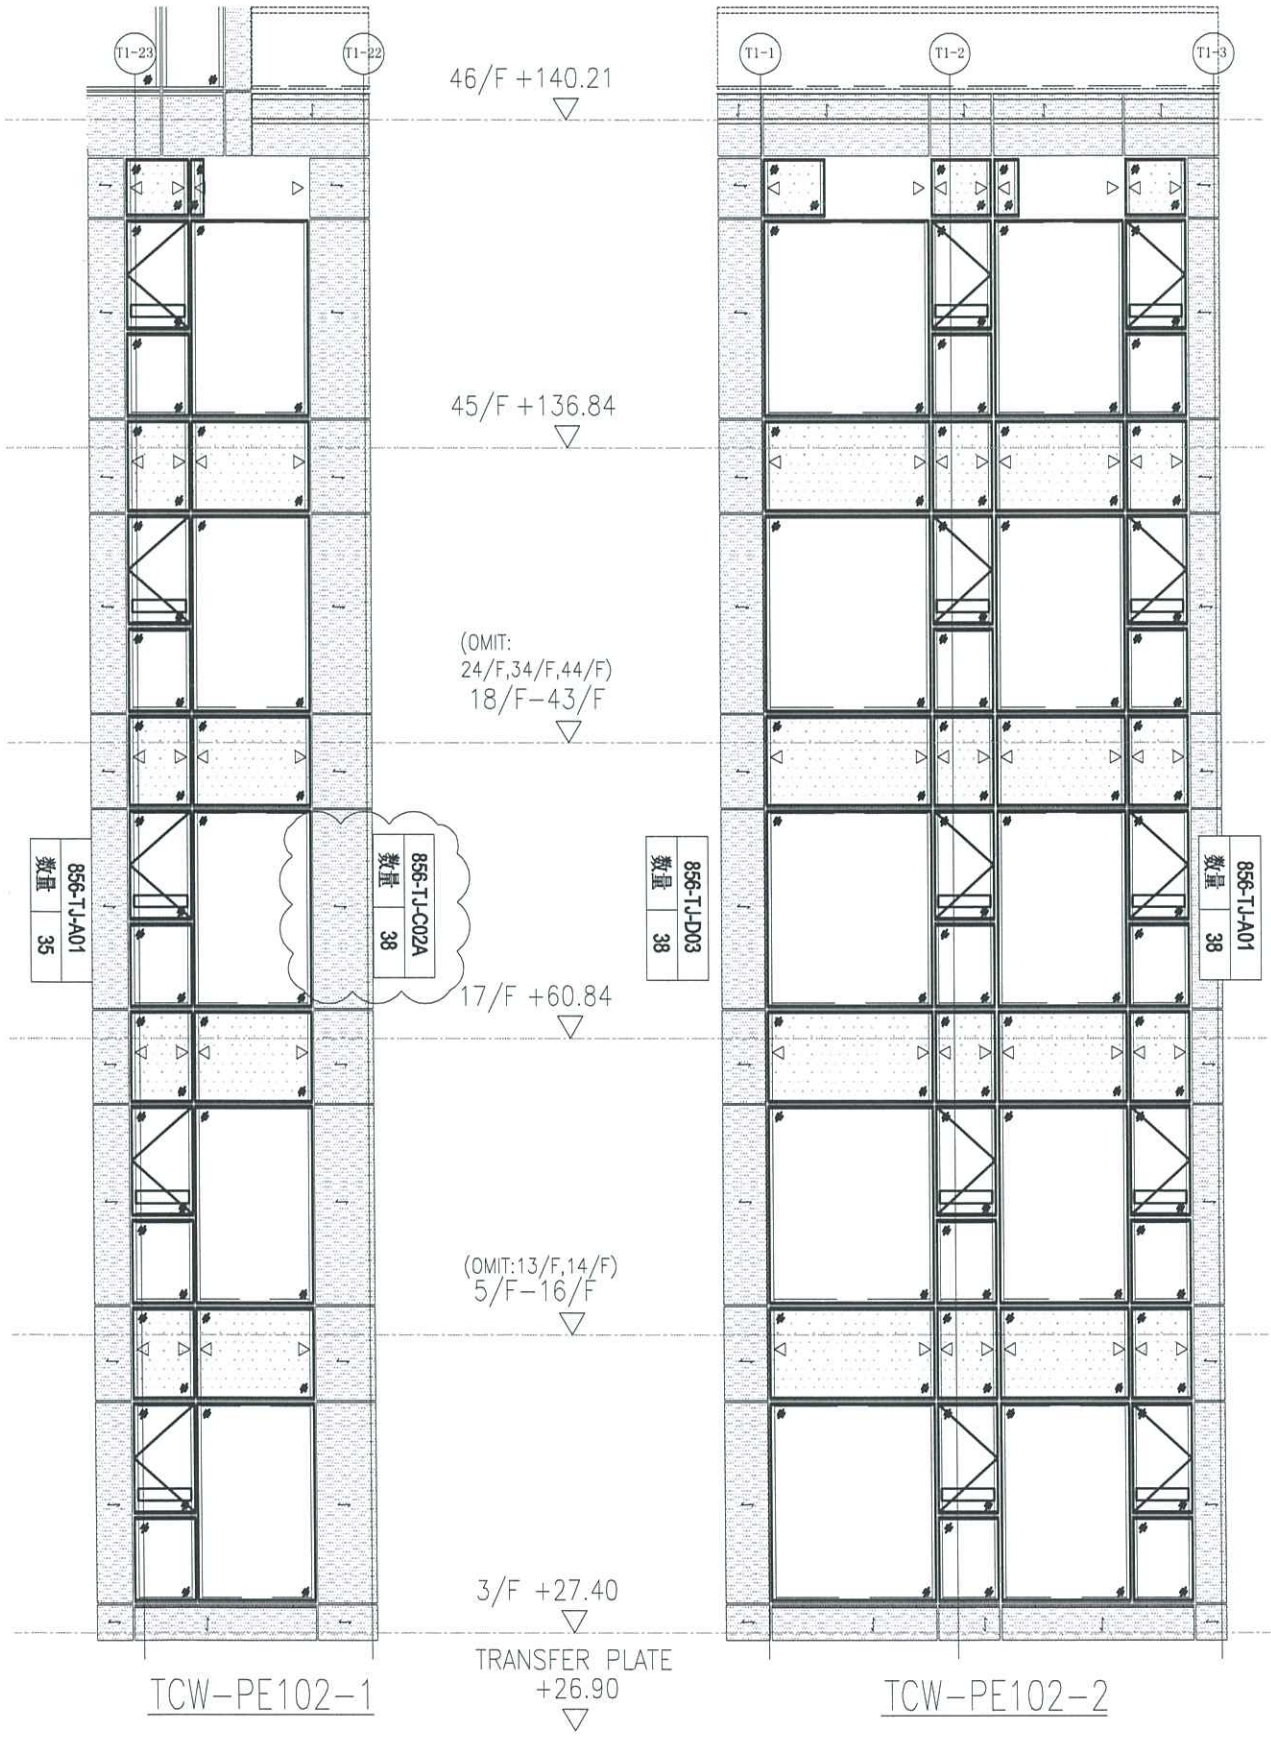 T1-23
T1-22
T1-1
T1-2
T1-3
46/F +140.21
45/F +136.84
(OMIT:
24/F,34/F,44/F)
18/F-43/F
856-TJ-A01
数量 35
856-TJ-C02A
数量 38
856-TJ-D03
数量 38
856-TJ-A01
数量 38
17/F +60.84
(OMIT:13/F,14/F)
5/F-16/F
3/F +27.40
TRANSFER PLATE
+26.90
TCW-PE102-1
TCW-PE102-2